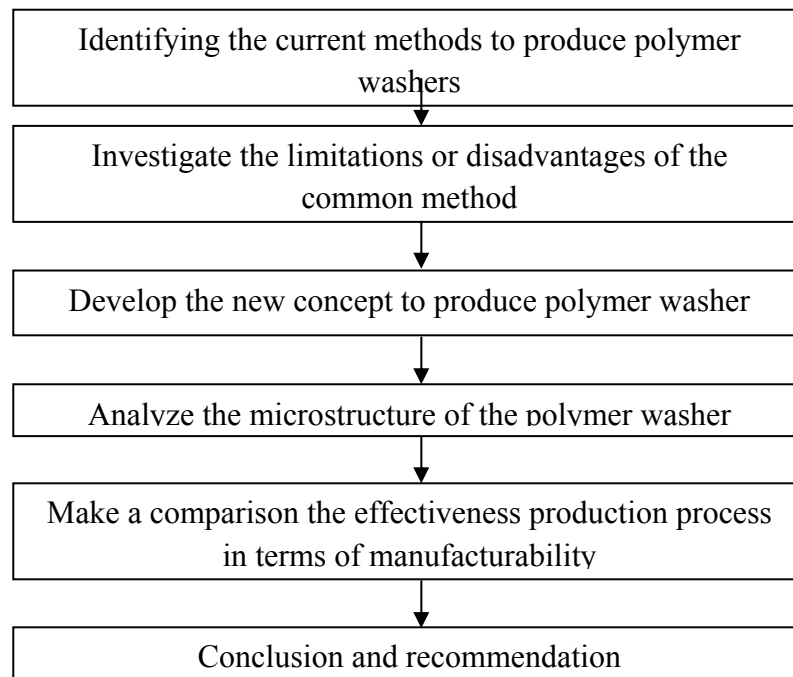 Identifying the current methods to produce polymer
washers
Investigate the limitations or disadvantages of the
common method
Develop the new concept to produce polymer washer
Analyze the microstructure of the polymer washer
Make a comparison the effectiveness production process
in terms of manufacturability
Conclusion and recommendation